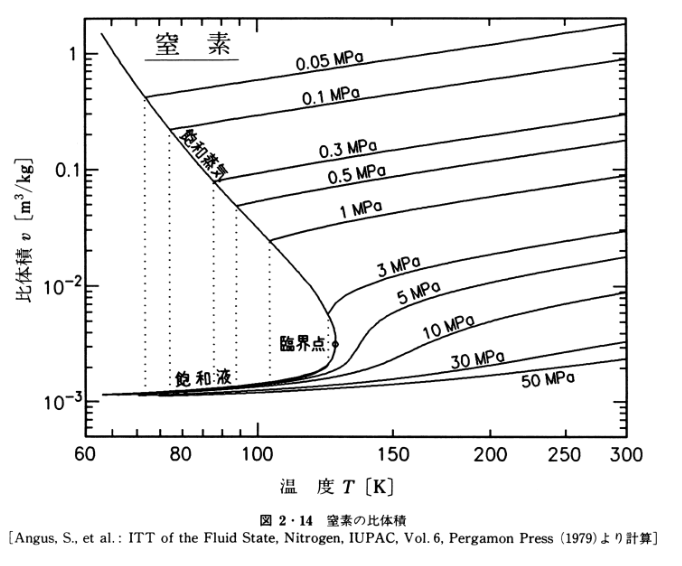 窒 素
1
0.1
10⁻²
10⁻³
比体積 v [m³/kg]
0.05 MPa
0.1 MPa
飽和蒸気
0.3 MPa
0.5 MPa
1 MPa
3 MPa
5 MPa
臨界点
10 MPa
飽和液
30 MPa
50 MPa
60 80 100 150 200 250 300
温 度 T [K]
図 2・14 窒素の比体積
[Angus, S., et al.: ITT of the Fluid State, Nitrogen, IUPAC, Vol. 6, Pergamon Press (1979) より計算]